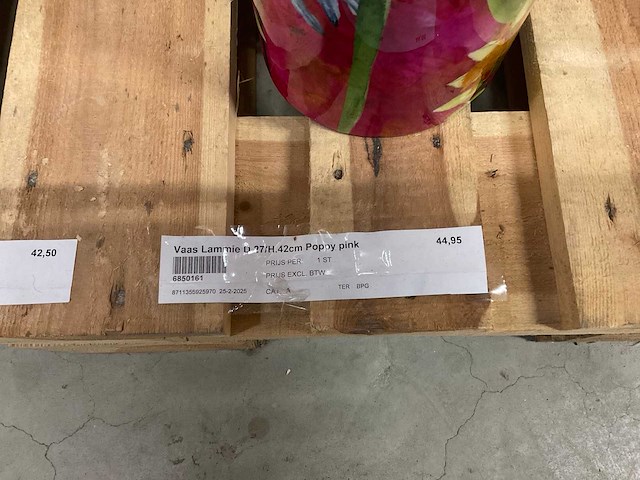 42,50
Vaas Lammie D.27/H.42cm Poppy pink 44,95
PRIJS PER 1 ST
6850161 PRIJS EXCL. BTW
8711355925970 25-2-2025 TER BPQ